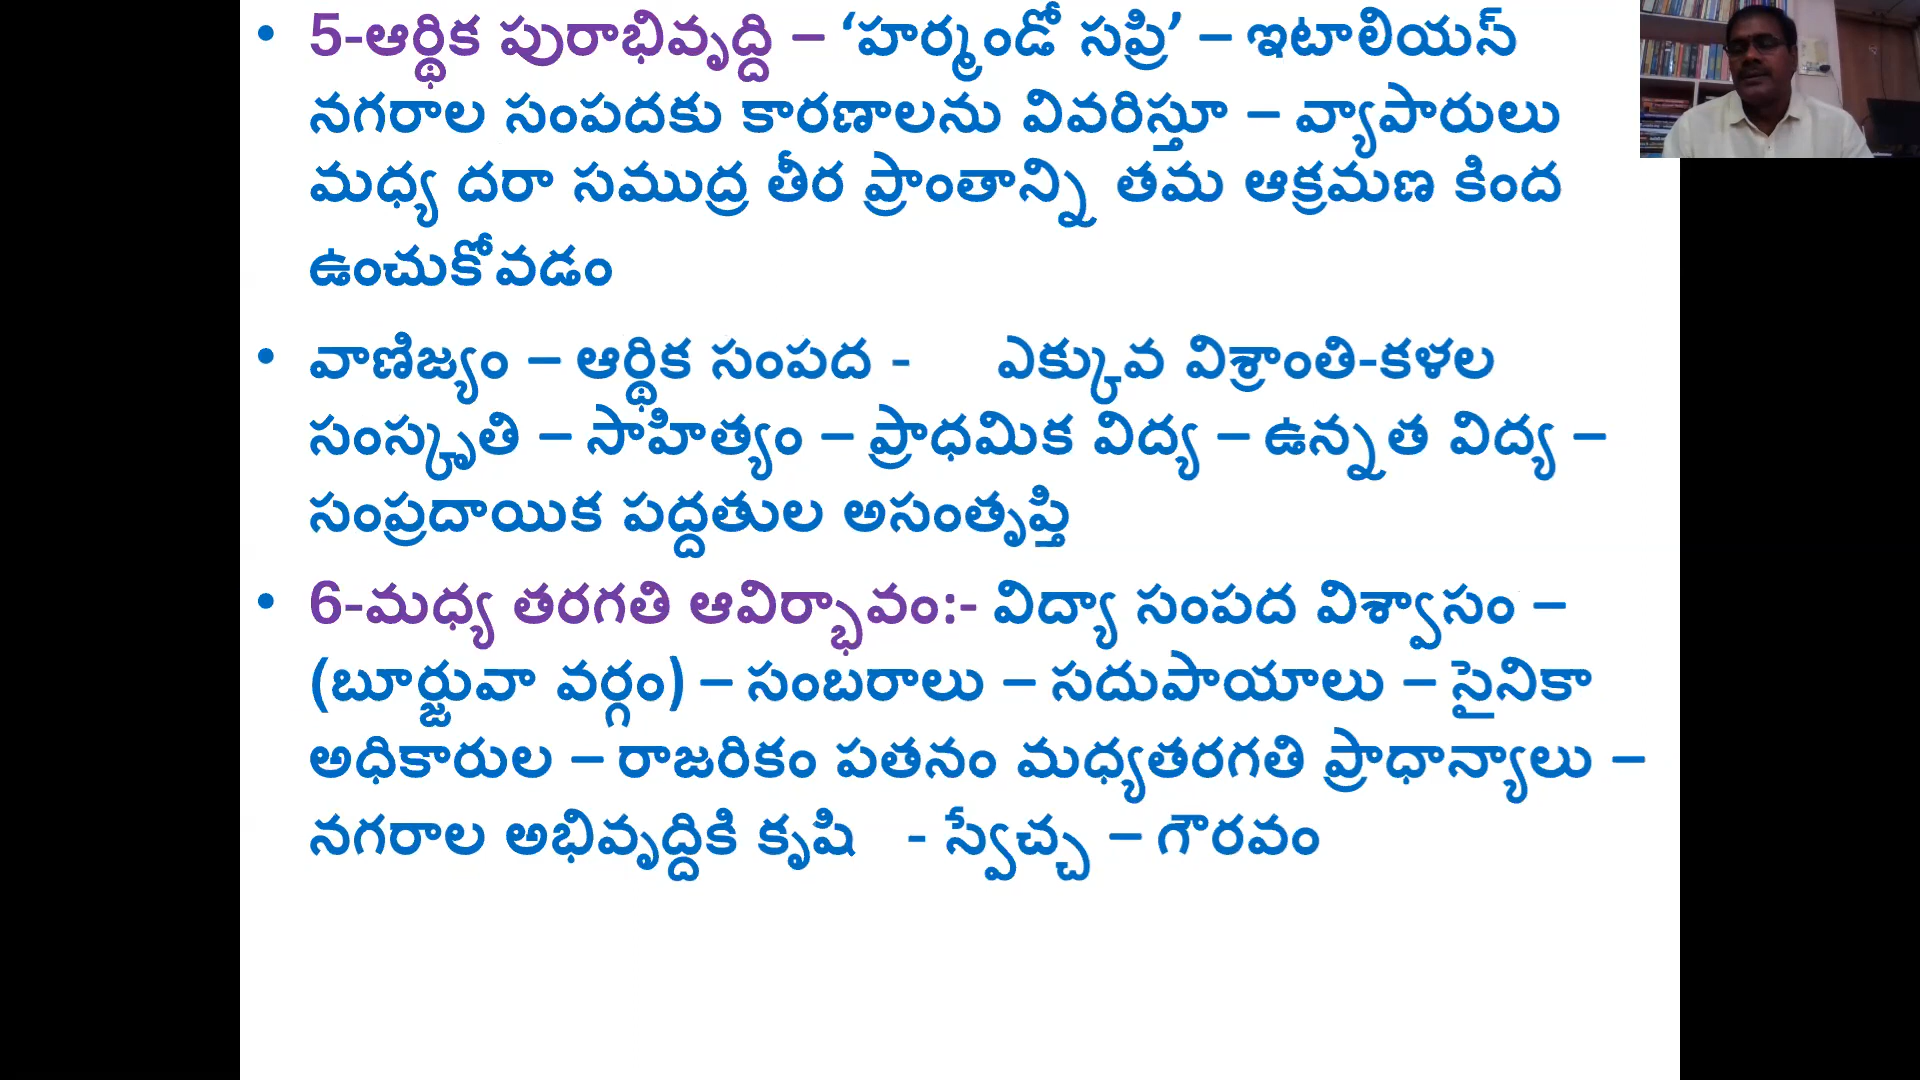 • 5-ఆర్థిక పురాభివృద్ది – ‘హర్మండో సప్రి’ – ఇటాలియన్
నగరాల సంపదకు కారణాలను వివరిస్తూ – వ్యాపారులు
మధ్య దరా సముద్ర తీర ప్రాంతాన్ని తమ ఆక్రమణ కింద
ఉంచుకోవడం
• వాణిజ్యం – ఆర్థిక సంపద - ఎక్కువ విశ్రాంతి-కళల
సంస్కృతి – సాహిత్యం – ప్రాధమిక విద్య – ఉన్నత విద్య –
సంప్రదాయిక పద్దతుల అసంతృప్తి
• 6-మధ్య తరగతి ఆవిర్భావం:- విద్యా సంపద విశ్వాసం –
(బూర్జువా వర్గం) – సంబరాలు – సదుపాయాలు – సైనికా
అధికారుల – రాజరికం పతనం మధ్యతరగతి ప్రాధాన్యాలు –
నగరాల అభివృద్దికి కృషి - స్వేచ్చ – గౌరవం